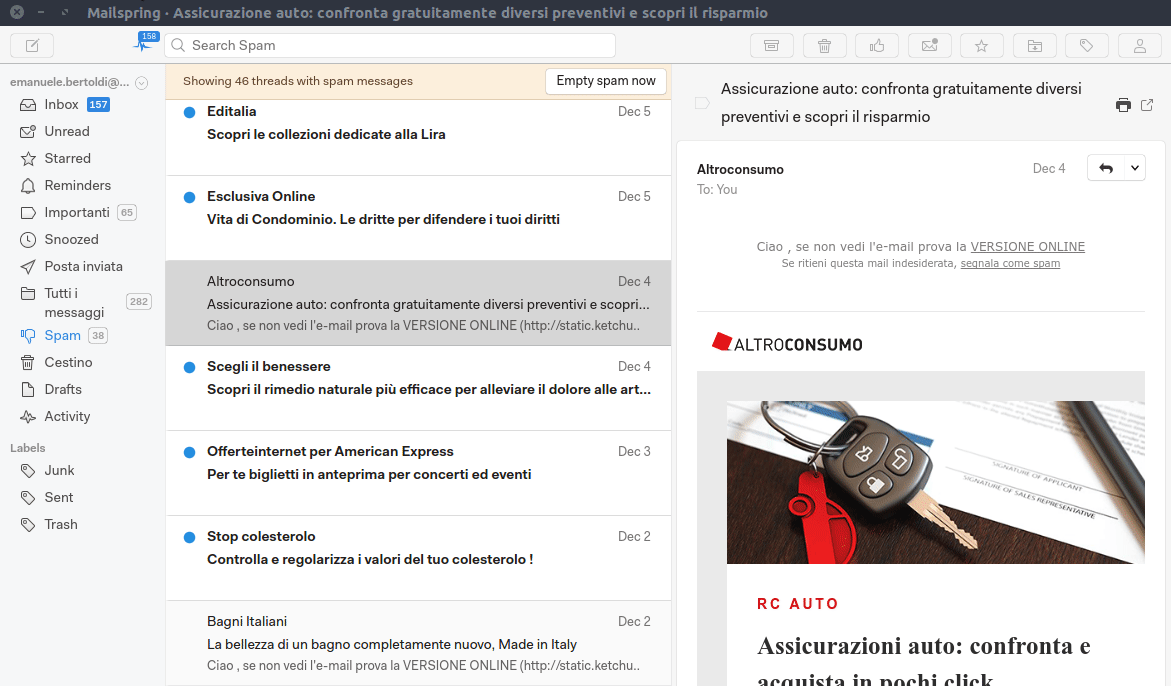 Mailspring · Assicurazione auto: confronta gratuitamente diversi preventivi e scopri il risparmio
158
Search Spam
emanuele.bertoldi@...
Inbox 157
Unread
Starred
Reminders
Importanti 65
Snoozed
Posta inviata
Tutti i
messaggi 282
Spam 38
Cestino
Drafts
Activity
Labels
Junk
Sent
Trash
Showing 46 threads with spam messages
Empty spam now
Editalia Dec 5
Scopri le collezioni dedicate alla Lira
Esclusiva Online Dec 5
Vita di Condominio. Le dritte per difendere i tuoi diritti
Altroconsumo Dec 4
Assicurazione auto: confronta gratuitamente diversi preventivi e scopri...
Ciao , se non vedi l'e-mail prova la VERSIONE ONLINE (http://static.ketchu..
Scegli il benessere Dec 4
Scopri il rimedio naturale più efficace per alleviare il dolore alle art...
Offerteinternet per American Express Dec 3
Per te biglietti in anteprima per concerti ed eventi
Stop colesterolo Dec 2
Controlla e regolarizza i valori del tuo colesterolo !
Bagni Italiani Dec 2
La bellezza di un bagno completamente nuovo, Made in Italy
Ciao , se non vedi l'e-mail prova la VERSIONE ONLINE (http://static.ketchu..
Assicurazione auto: confronta gratuitamente diversi
preventivi e scopri il risparmio
Altroconsumo Dec 4
To: You
Ciao , se non vedi l'e-mail prova la VERSIONE ONLINE
Se ritieni questa mail indesiderata, segnala come spam
ALTROCONSUMO
SIGNATURE OF APPLICANT
SIGNATURE OF SALES REPRESENTATIVE
RC AUTO
Assicurazioni auto: confronta e
acquista in pochi click